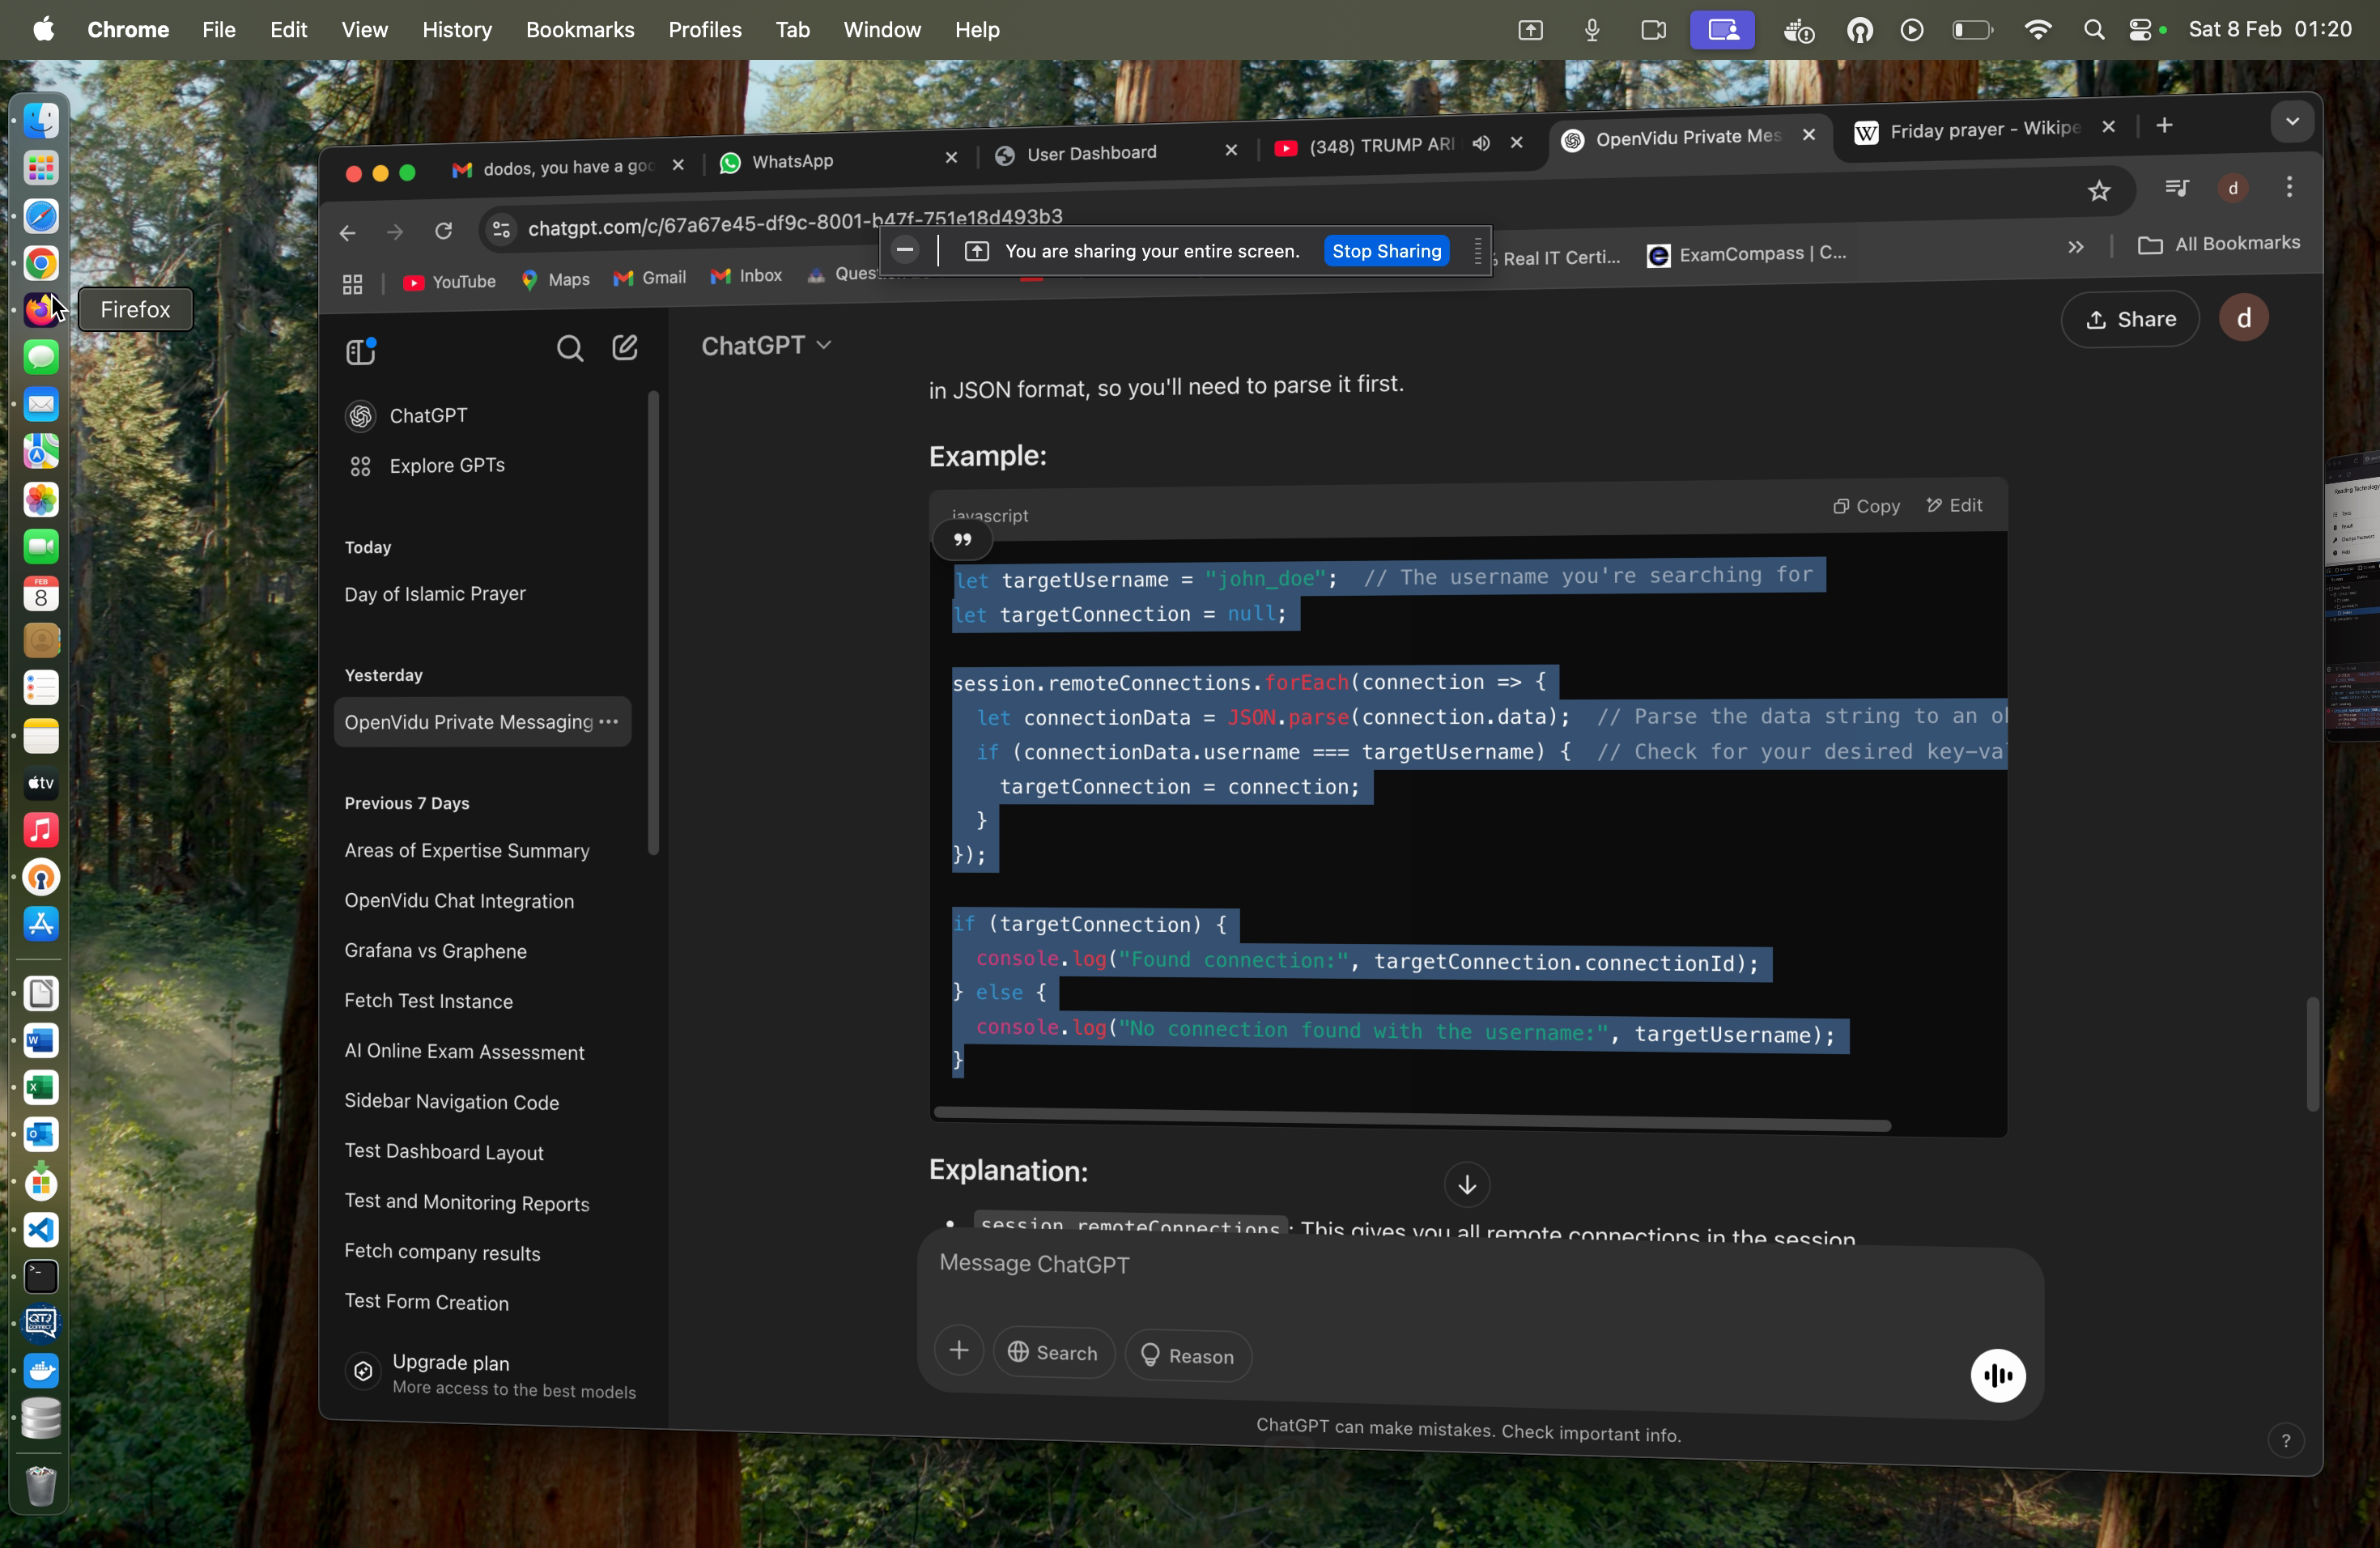 Chrome File Edit View History Bookmarks Profiles Tab Window Help Sat 8 Feb 01:20
dodos, you have a goo WhatsApp User Dashboard (348) TRUMP ARI OpenVidu Private Mes Friday prayer - Wikipe
chatgpt.com/c/67a67e45-df9c-8001-b47f-751e18d493b3 d
You are sharing your entire screen. Stop Sharing
YouTube Maps Gmail Inbox Real IT Certi... ExamCompass | C... All Bookmarks
Firefox
ChatGPT Share d
ChatGPT
Explore GPTs
Today
Day of Islamic Prayer
Yesterday
OpenVidu Private Messaging ...
Previous 7 Days
Areas of Expertise Summary
OpenVidu Chat Integration
Grafana vs Graphene
Fetch Test Instance
AI Online Exam Assessment
Sidebar Navigation Code
Test Dashboard Layout
Test and Monitoring Reports
Fetch company results
Test Form Creation
Upgrade plan
More access to the best models
in JSON format, so you'll need to parse it first.
Example:
javascript Copy Edit
let targetUsername = "john_doe"; // The username you're searching for
let targetConnection = null;
session.remoteConnections.forEach(connection => {
let connectionData = JSON.parse(connection.data); // Parse the data string to an
if (connectionData.username === targetUsername) { // Check for your desired key-va
targetConnection = connection;
}
});
if (targetConnection) {
console.log("Found connection:", targetConnection.connectionId);
} else {
console.log("No connection found with the username:", targetUsername);
}
Explanation:
session.remoteConnections : This gives you all remote connections in the session
Message ChatGPT
Search Reason
ChatGPT can make mistakes. Check important info.
?
FEB
8
tv